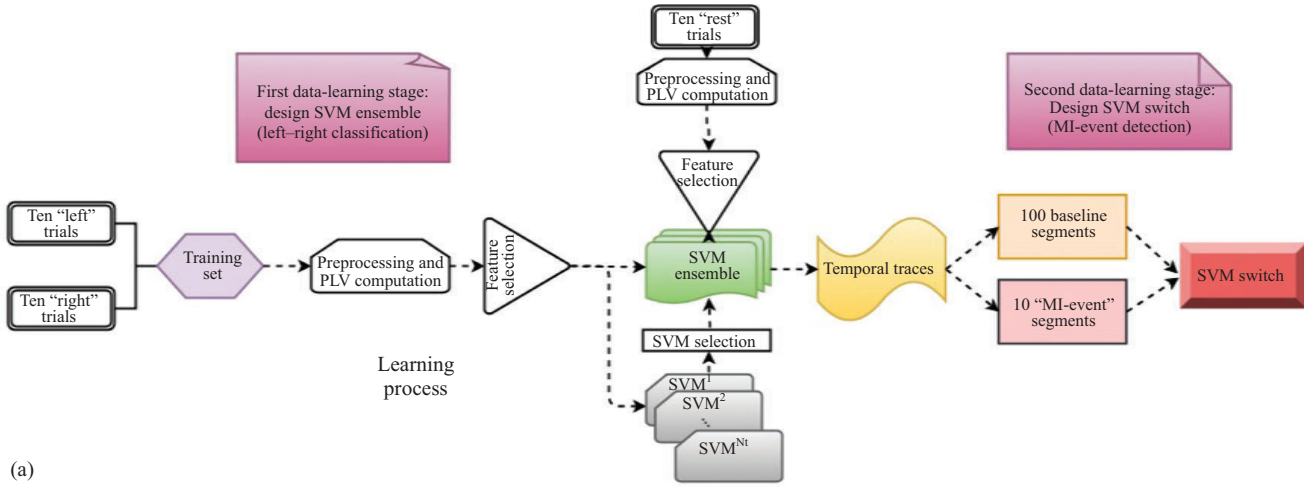 Ten “rest”
trials
Preprocessing and
PLV computation
Feature
selection
First data-learning stage:
design SVM ensemble
(left–right classification)
Second data-learning stage:
Design SVM switch
(MI-event detection)
Ten “left”
trials
Ten “right”
trials
Training
set
Preprocessing and
PLV computation
Feature
selection
SVM
ensemble
Temporal traces
100 baseline
segments
10 “MI-event”
segments
SVM switch
SVM selection
SVM¹
SVM²
SVMᴺᵗ
Learning
process
(a)